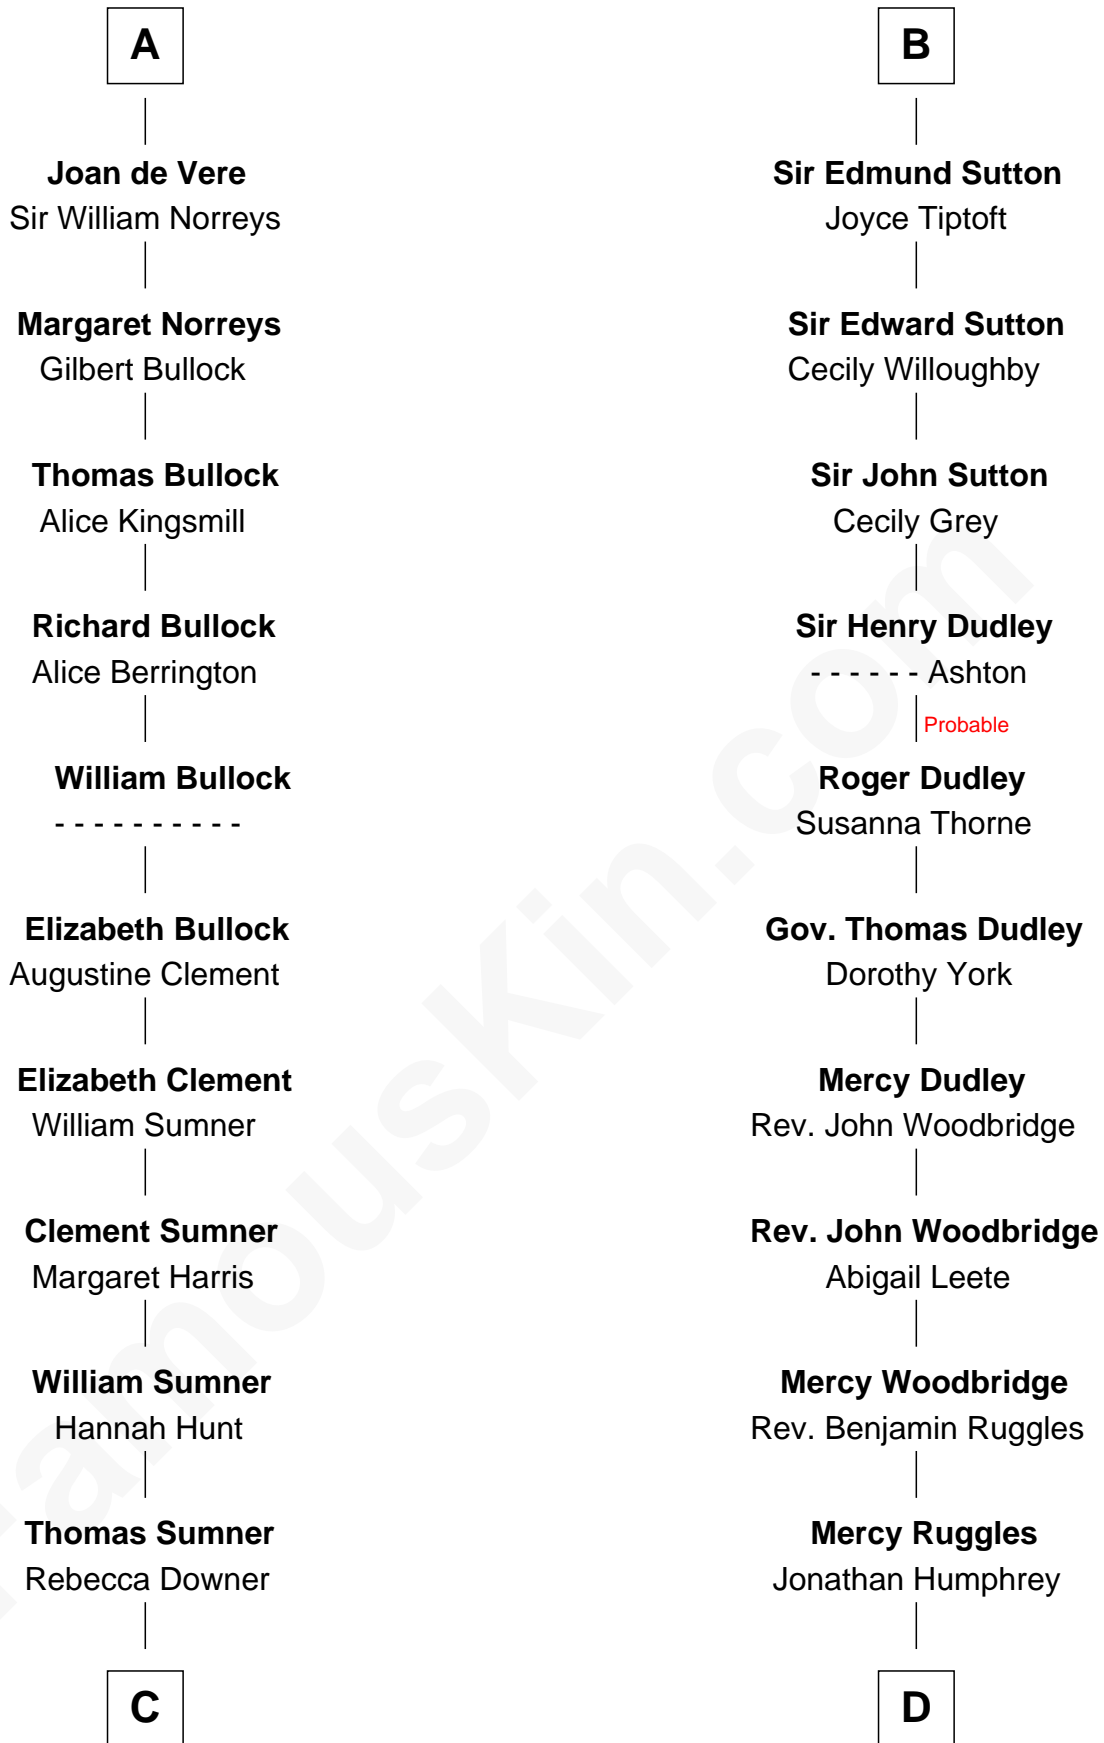 A
Joan de Vere
Sir William Norreys
Margaret Norreys
Gilbert Bullock
Thomas Bullock
Alice Kingsmill
Richard Bullock
Alice Berrington
William Bullock
- - - - - - - - - -
Elizabeth Bullock
Augustine Clement
Elizabeth Clement
William Sumner
Clement Sumner
Margaret Harris
William Sumner
Hannah Hunt
Thomas Sumner
Rebecca Downer
C
B
Sir Edmund Sutton
Joyce Tiptoft
Sir Edward Sutton
Cecily Willoughby
Sir John Sutton
Cecily Grey
Sir Henry Dudley
- - - - - - Ashton
Probable
Roger Dudley
Susanna Thorne
Gov. Thomas Dudley
Dorothy York
Mercy Dudley
Rev. John Woodbridge
Rev. John Woodbridge
Abigail Leete
Mercy Woodbridge
Rev. Benjamin Ruggles
Mercy Ruggles
Jonathan Humphrey
D
FamousKin.com